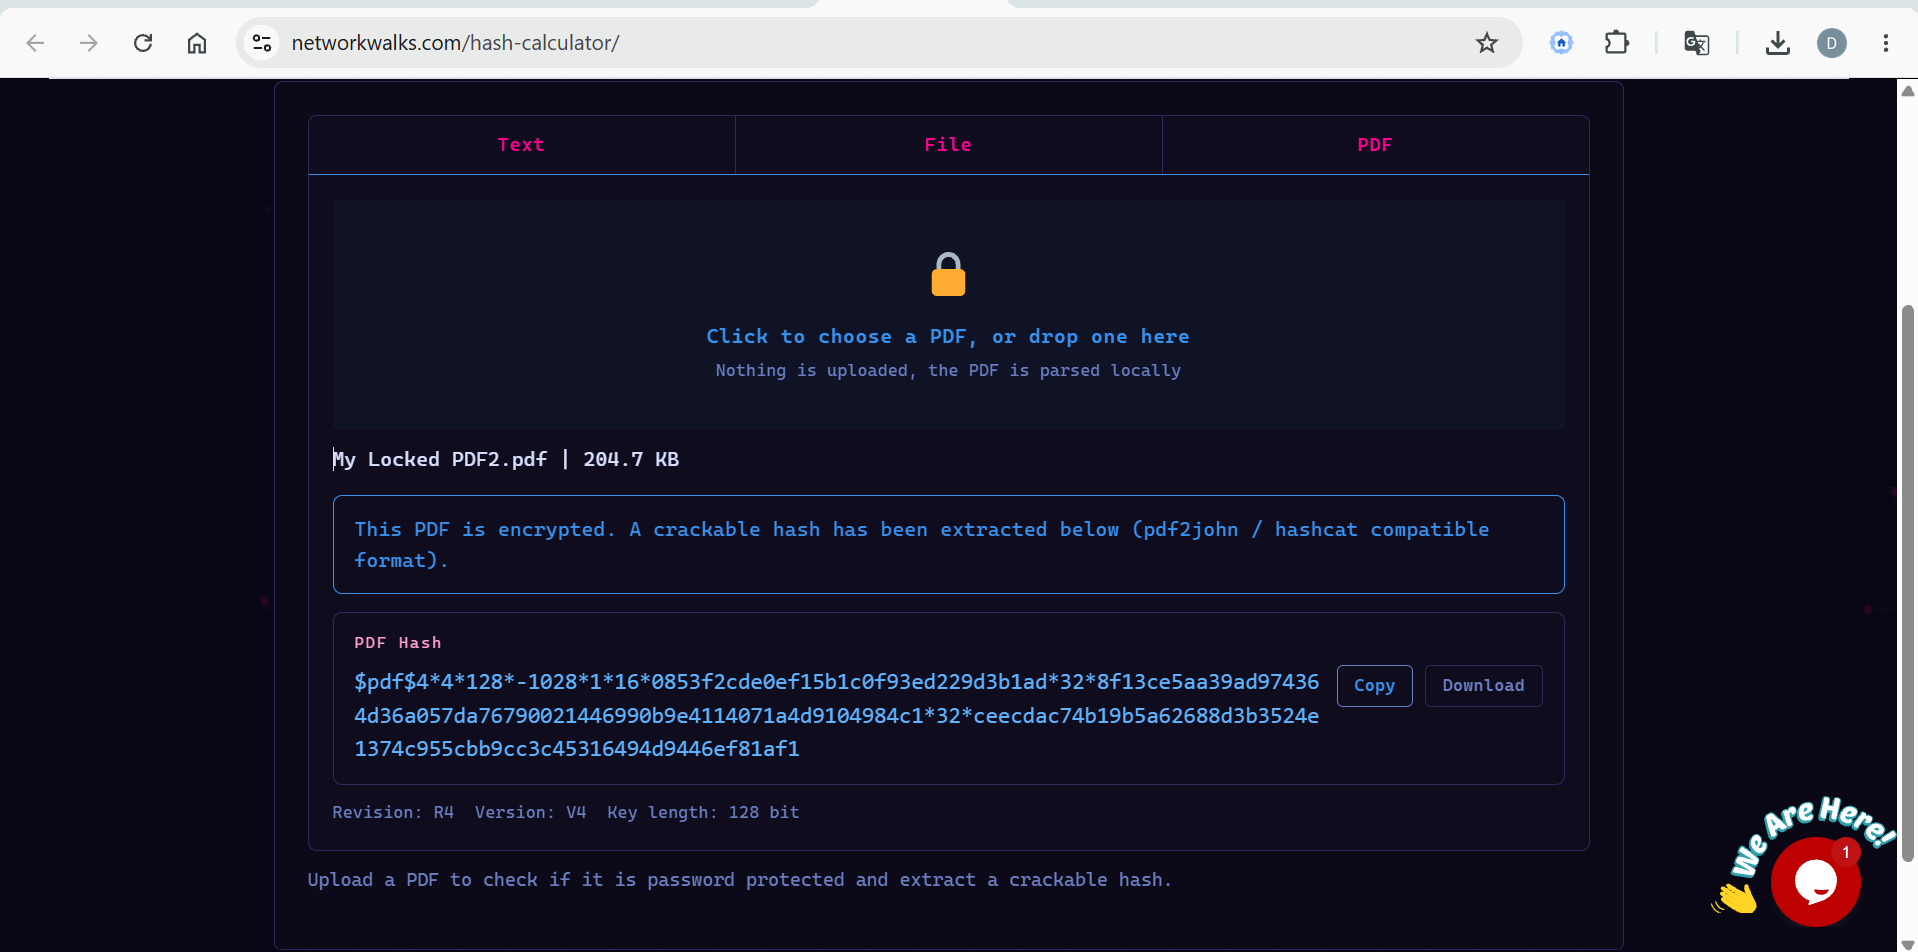 networkwalks.com/hash-calculator/
D
Text
File
PDF
Click to choose a PDF, or drop one here
Nothing is uploaded, the PDF is parsed locally
My Locked PDF2.pdf | 204.7 KB
This PDF is encrypted. A crackable hash has been extracted below (pdf2john / hashcat compatible
format).
PDF Hash
$pdf$4*4*128*-1028*1*16*0853f2cde0ef15b1c0f93ed229d3b1ad*32*8f13ce5aa39ad97436
4d36a057da76790021446990b9e4114071a4d9104984c1*32*ceecdac74b19b5a62688d3b3524e
1374c955cbb9cc3c45316494d9446ef81af1
Copy
Download
Revision: R4 Version: V4 Key length: 128 bit
Upload a PDF to check if it is password protected and extract a crackable hash.
We Are Here!
1